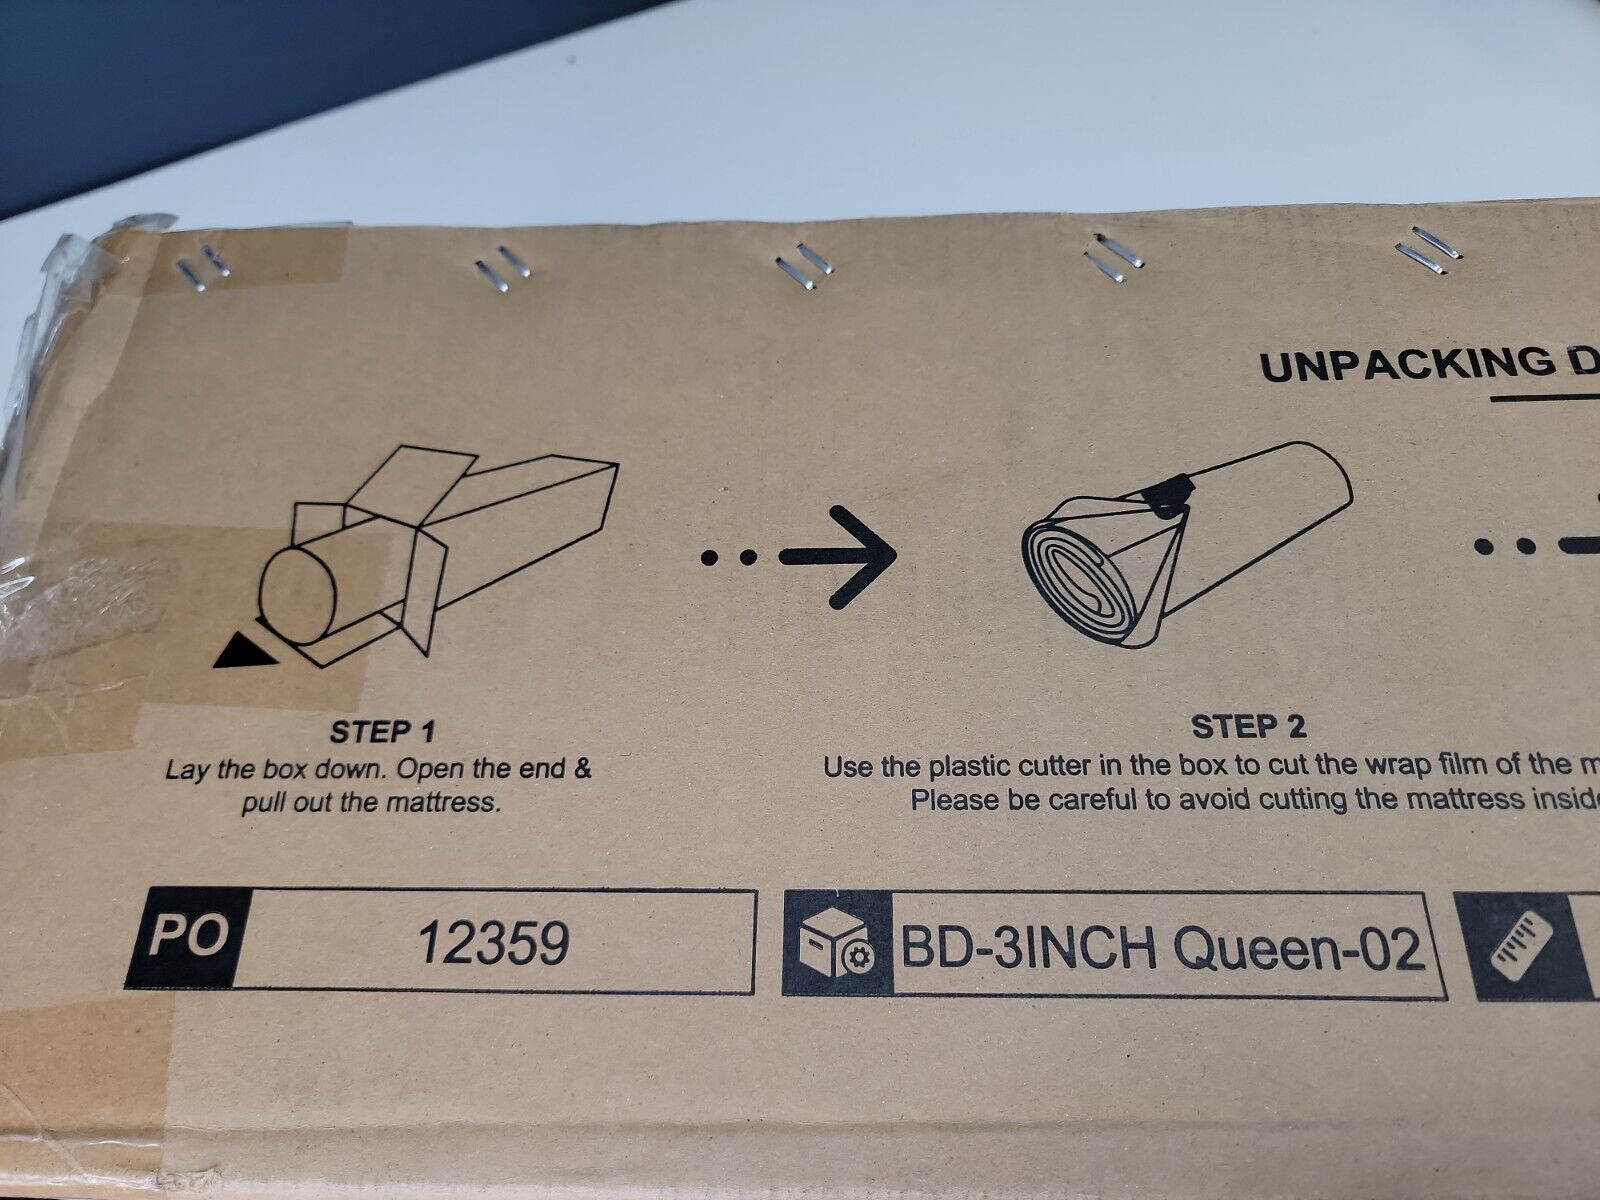 UNPACKING D
STEP 1
Lay the box down. Open the end &
pull out the mattress.
STEP 2
Use the plastic cutter in the box to cut the wrap film of the m
Please be careful to avoid cutting the mattress inside
PO
12359
BD-3INCH Queen-02